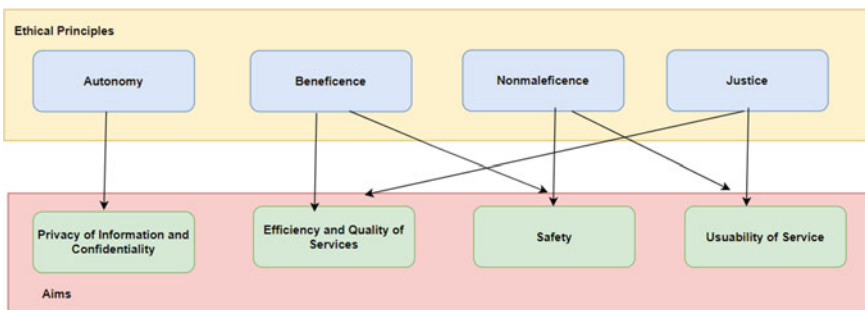 Ethical Principles
Autonomy
Beneficence
Nonmaleficence
Justice
Privacy of Information and
Confidentiality
Efficiency and Quality of
Services
Safety
Usuability of Service
Aims